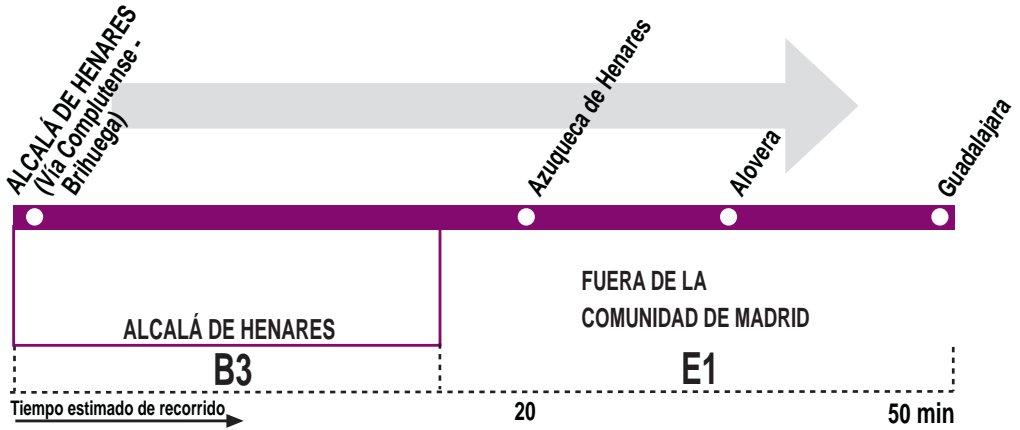 ALCALÁ DE HENARES
(Vía Complutense -
Brihuega)
Azuqueca de Henares
Alovera
Guadalajara
ALCALÁ DE HENARES
FUERA DE LA
COMUNIDAD DE MADRID
B3
E1
Tiempo estimado de recorrido
20
50 min